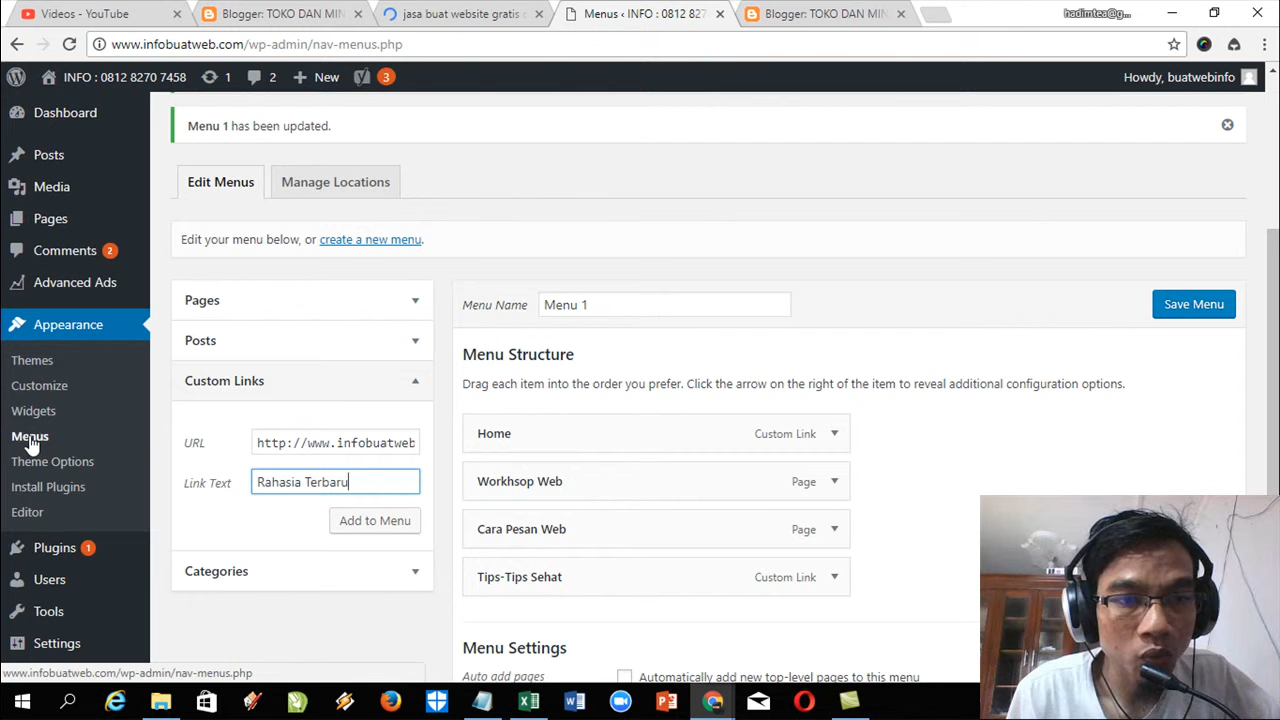 Videos - YouTube
Blogger: TOKO DAN MIN
jasa buat website gratis c
Menus ‹ INFO : 0812 827
Blogger: TOKO DAN MIN
hadimtea@g...
www.infobuatweb.com/wp-admin/nav-menus.php
INFO : 0812 8270 7458
1
2
New
3
Howdy, buatwebinfo
Dashboard
Posts
Media
Pages
Comments 2
Advanced Ads
Appearance
Themes
Customize
Widgets
Menus
Theme Options
Install Plugins
Editor
Plugins 1
Users
Tools
Settings
Menu 1 has been updated.
Edit Menus
Manage Locations
Edit your menu below, or create a new menu.
Pages
Posts
Custom Links
URL
http://www.infobuatweb
Link Text
Rahasia Terbaru
Add to Menu
Categories
Menu Name
Menu 1
Save Menu
Menu Structure
Drag each item into the order you prefer. Click the arrow on the right of the item to reveal additional configuration options.
Home Custom Link
Workhsop Web Page
Cara Pesan Web Page
Tips-Tips Sehat Custom Link
Menu Settings
Auto add pages
Automatically add new top-level pages to this menu
www.infobuatweb.com/wp-admin/nav-menus.php